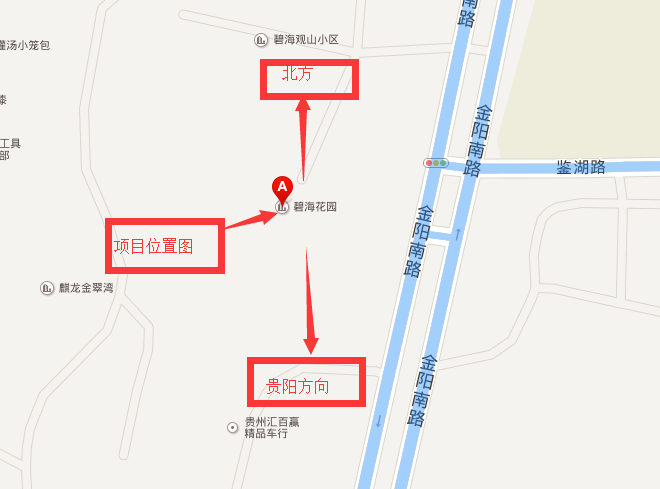 南
路
碧海观山小区
灌汤小笼包
北方
漆
金阳南路
工具
部
鉴湖路
A
碧海花园
金阳南路
项目位置图
麒龙金翠湾
金阳南路
贵阳方向
贵州汇百赢
精品车行